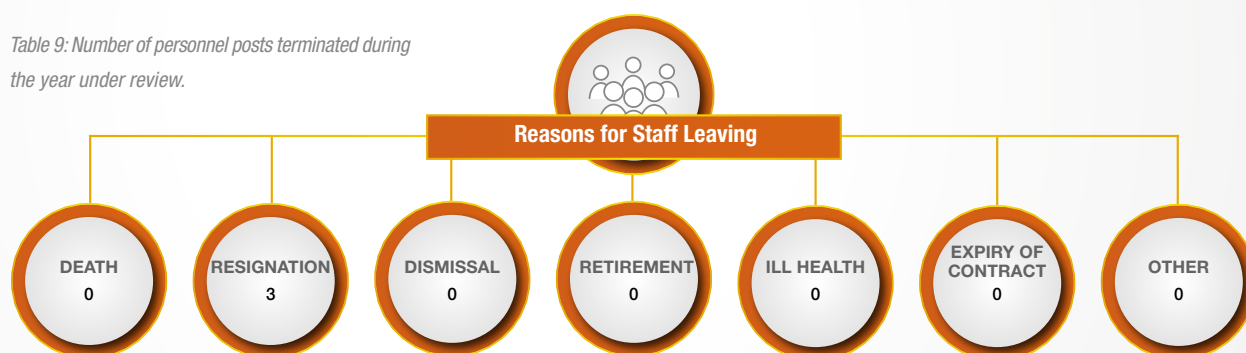 Table 9: Number of personnel posts terminated during
the year under review.
Reasons for Staff Leaving
DEATH
0
RESIGNATION
3
DISMISSAL
0
RETIREMENT
0
ILL HEALTH
0
EXPIRY OF
CONTRACT
0
OTHER
0